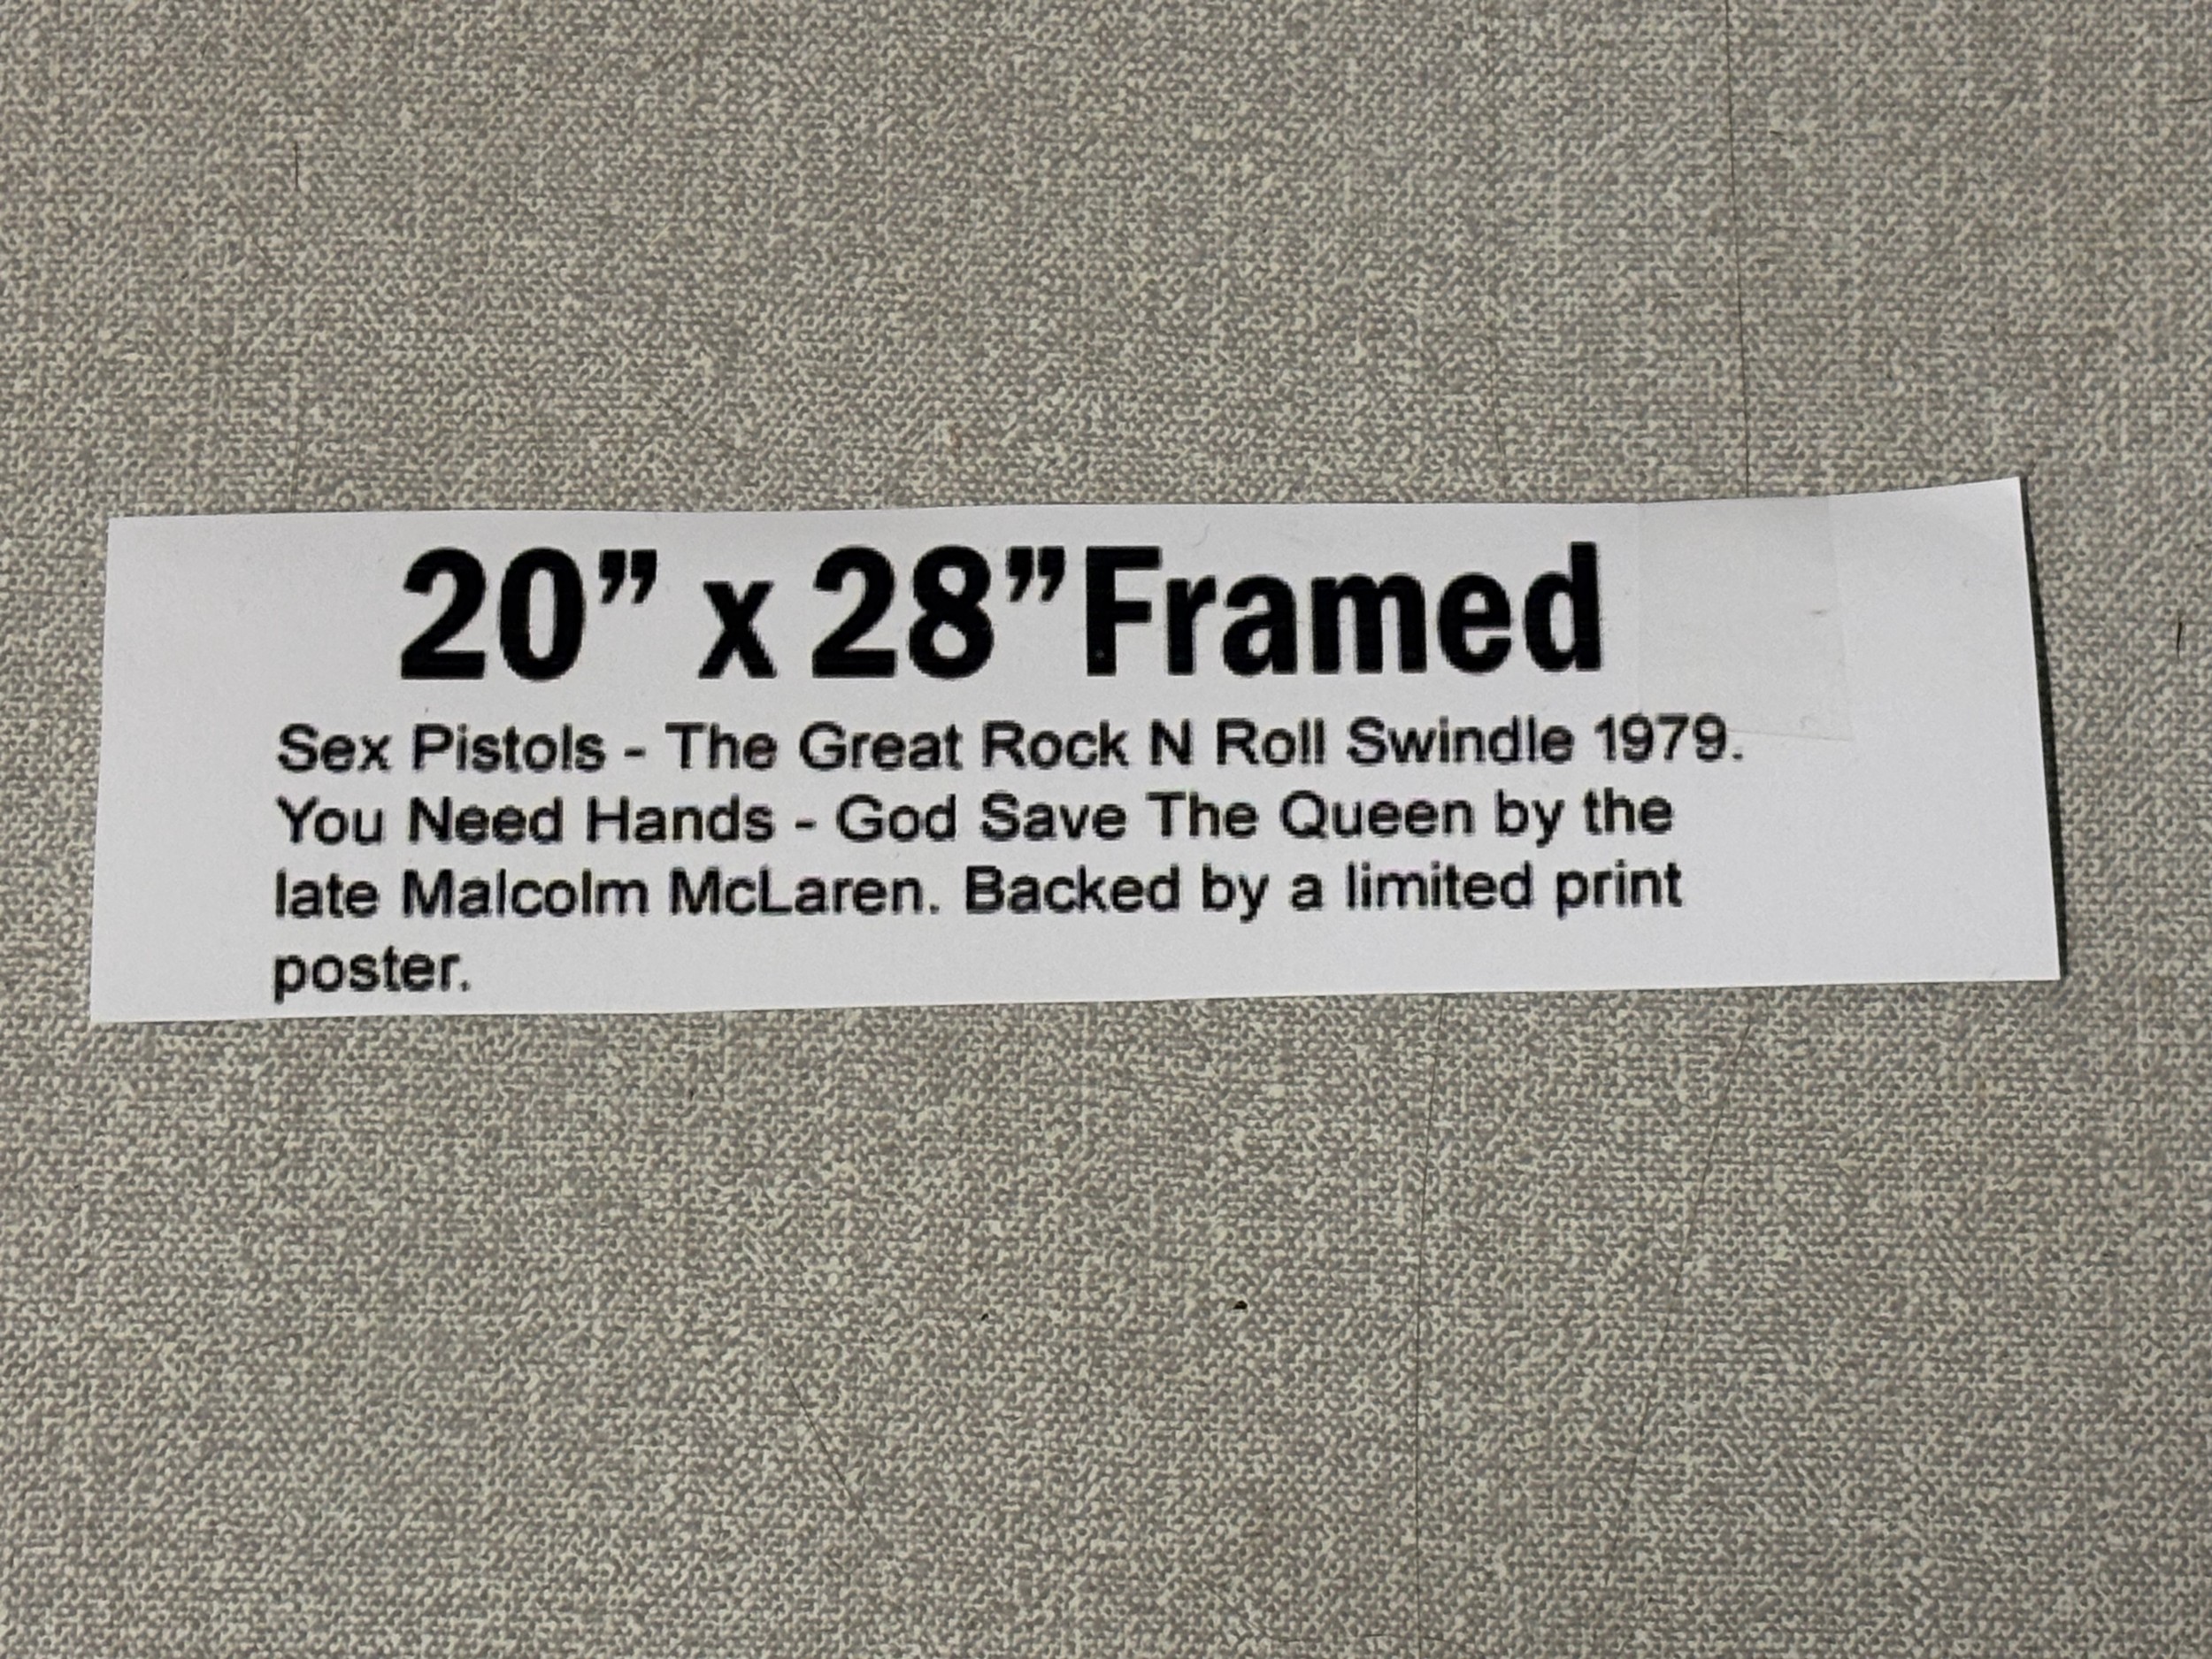 20” x 28” Framed
Sex Pistols - The Great Rock N Roll Swindle 1979.
You Need Hands - God Save The Queen by the
late Malcolm McLaren. Backed by a limited print
poster.